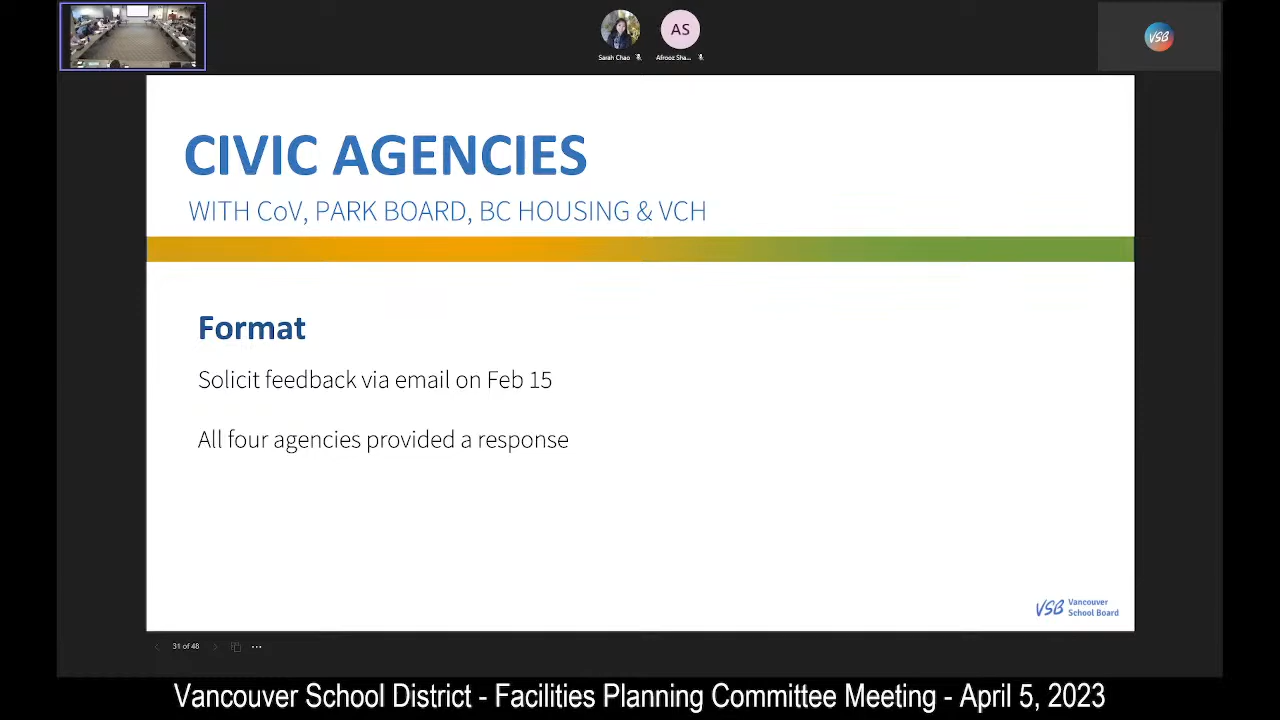 Sarah Chao
AS
Afrooz Sha...
VSB
CIVIC AGENCIES
WITH CoV, PARK BOARD, BC HOUSING & VCH
Format
Solicit feedback via email on Feb 15
All four agencies provided a response
VSB Vancouver
School Board
31 of 48
Vancouver School District - Facilities Planning Committee Meeting - April 5, 2023